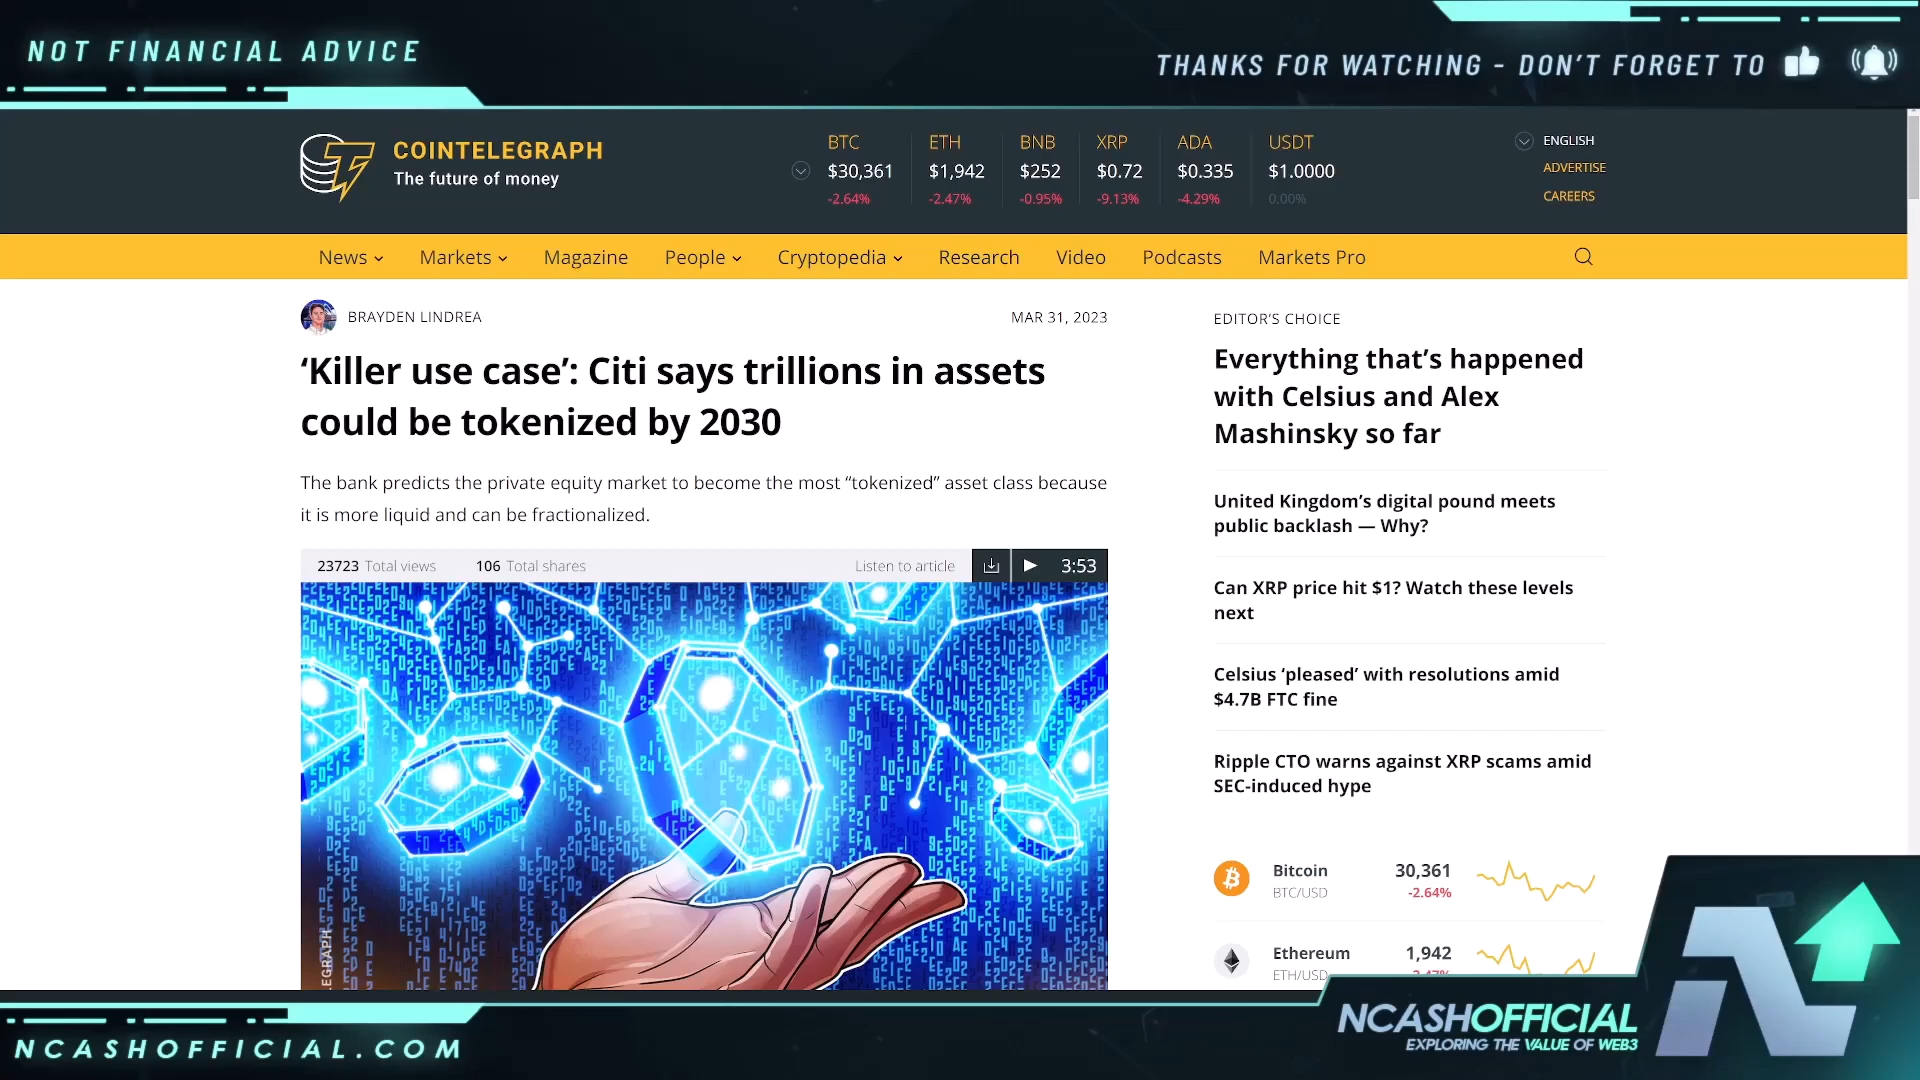 NOT FINANCIAL ADVICE
THANKS FOR WATCHING - DON'T FORGET TO
COINTELEGRAPH
The future of money
BTC
$30,361
-2.64%
ETH
$1,942
-2.47%
BNB
$252
-0.95%
XRP
$0.72
-9.13%
ADA
$0.335
-4.29%
USDT
$1.0000
0.00%
ENGLISH
ADVERTISE
CAREERS
News Markets Magazine People Cryptopedia Research Video Podcasts Markets Pro
BRAYDEN LINDREA
MAR 31, 2023
‘Killer use case’: Citi says trillions in assets
could be tokenized by 2030
The bank predicts the private equity market to become the most “tokenized” asset class because
it is more liquid and can be fractionalized.
23723 Total views 106 Total shares Listen to article 3:53
EGRAPH
EDITOR’S CHOICE
Everything that’s happened
with Celsius and Alex
Mashinsky so far
United Kingdom’s digital pound meets
public backlash — Why?
Can XRP price hit $1? Watch these levels
next
Celsius ‘pleased’ with resolutions amid
$4.7B FTC fine
Ripple CTO warns against XRP scams amid
SEC-induced hype
Bitcoin 30,361
BTC/USD -2.64%
Ethereum 1,942
ETH/USD -2.47%
NCASHOFFICIAL.COM
NCASHOFFICIAL
EXPLORING THE VALUE OF WEB3